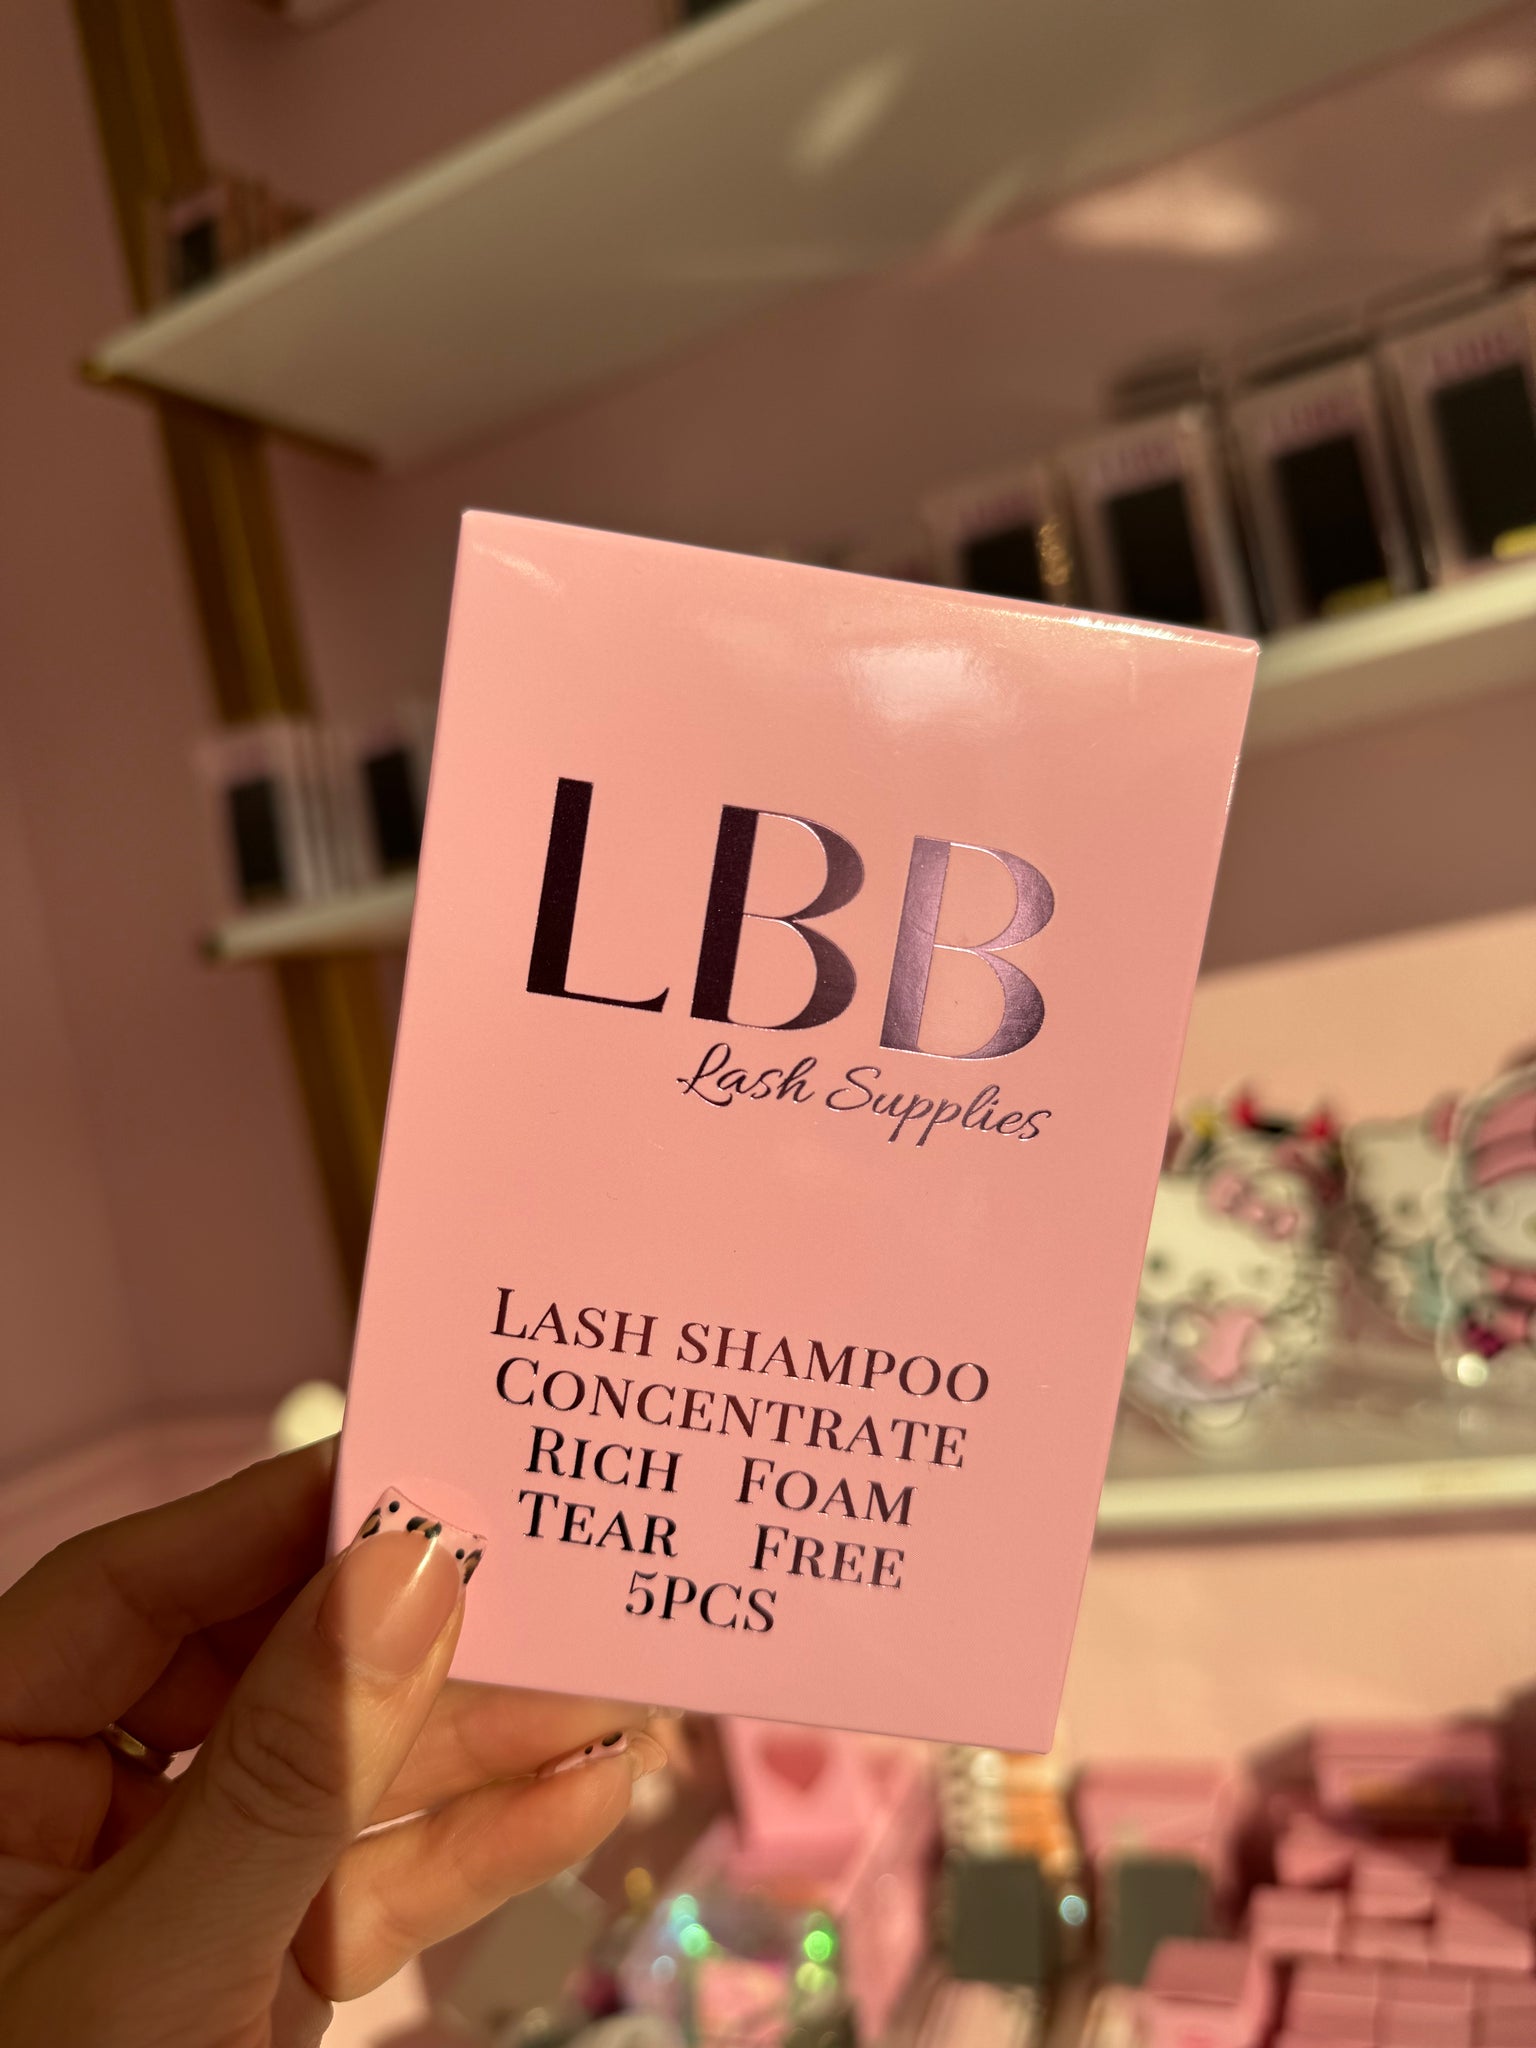 LBB
Lash Supplies
LASH SHAMPOO
CONCENTRATE
RICH FOAM
TEAR FREE
5PCS